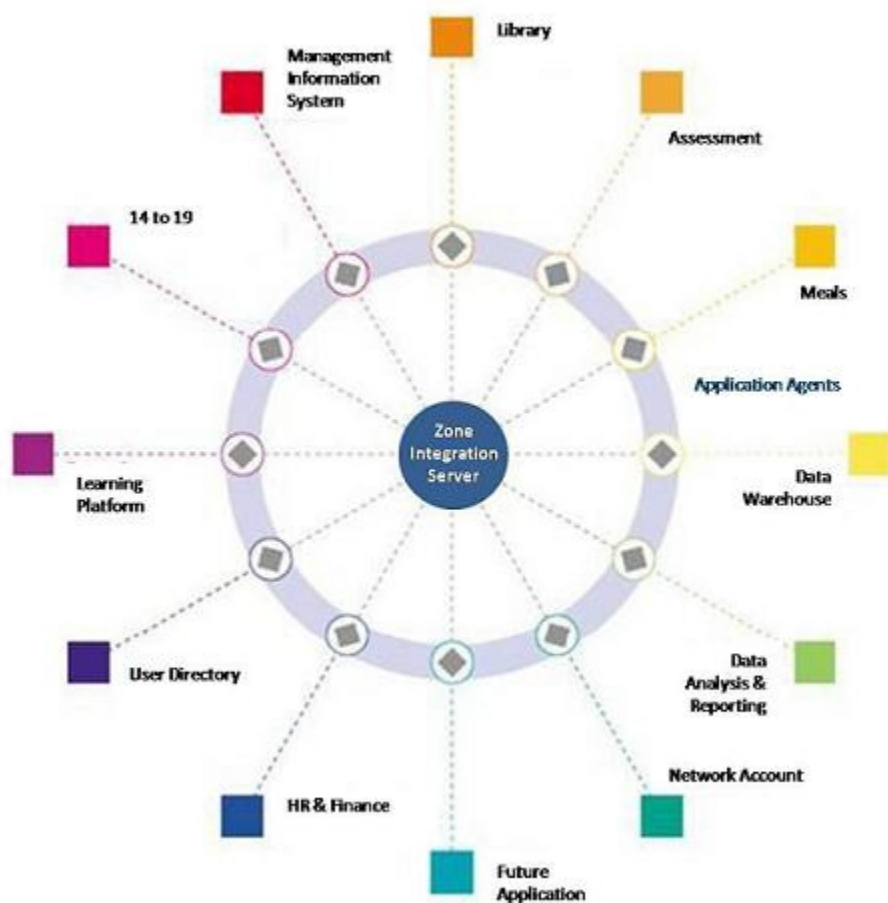 Library
Management
Information
System
Assessment
14 to 19
Meals
Application Agents
Zone
Integration
Server
Learning
Platform
Data
Warehouse
User Directory
Data
Analysis &
Reporting
Network Account
HR & Finance
Future
Application